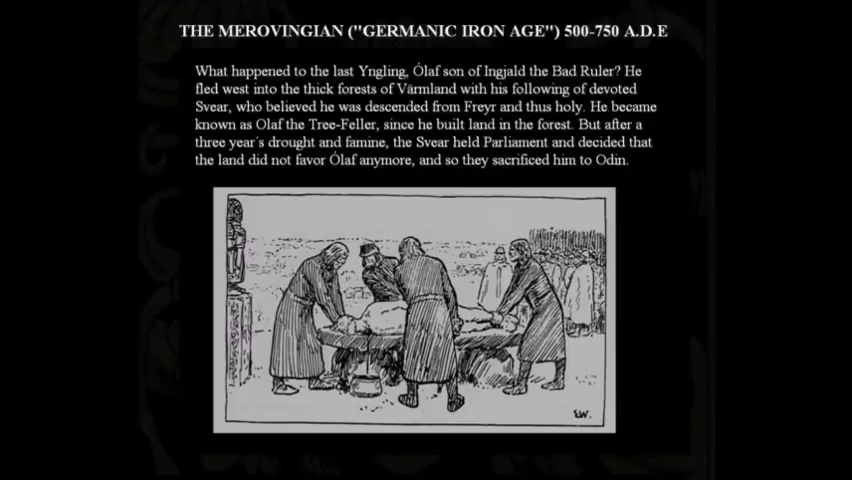 THE MEROVINGIAN ("GERMANIC IRON AGE") 500-750 A.D.E
What happened to the last Yngling, Ólaf son of Ingjald the Bad Ruler? He
fled west into the thick forests of Värmland with his following of devoted
Svear, who believed he was descended from Freyr and thus holy. He became
known as Olaf the Tree-Feller, since he built land in the forest. But after a
three year´s drought and famine, the Svear held Parliament and decided that
the land did not favor Ólaf anymore, and so they sacrificed him to Odin.
EW.